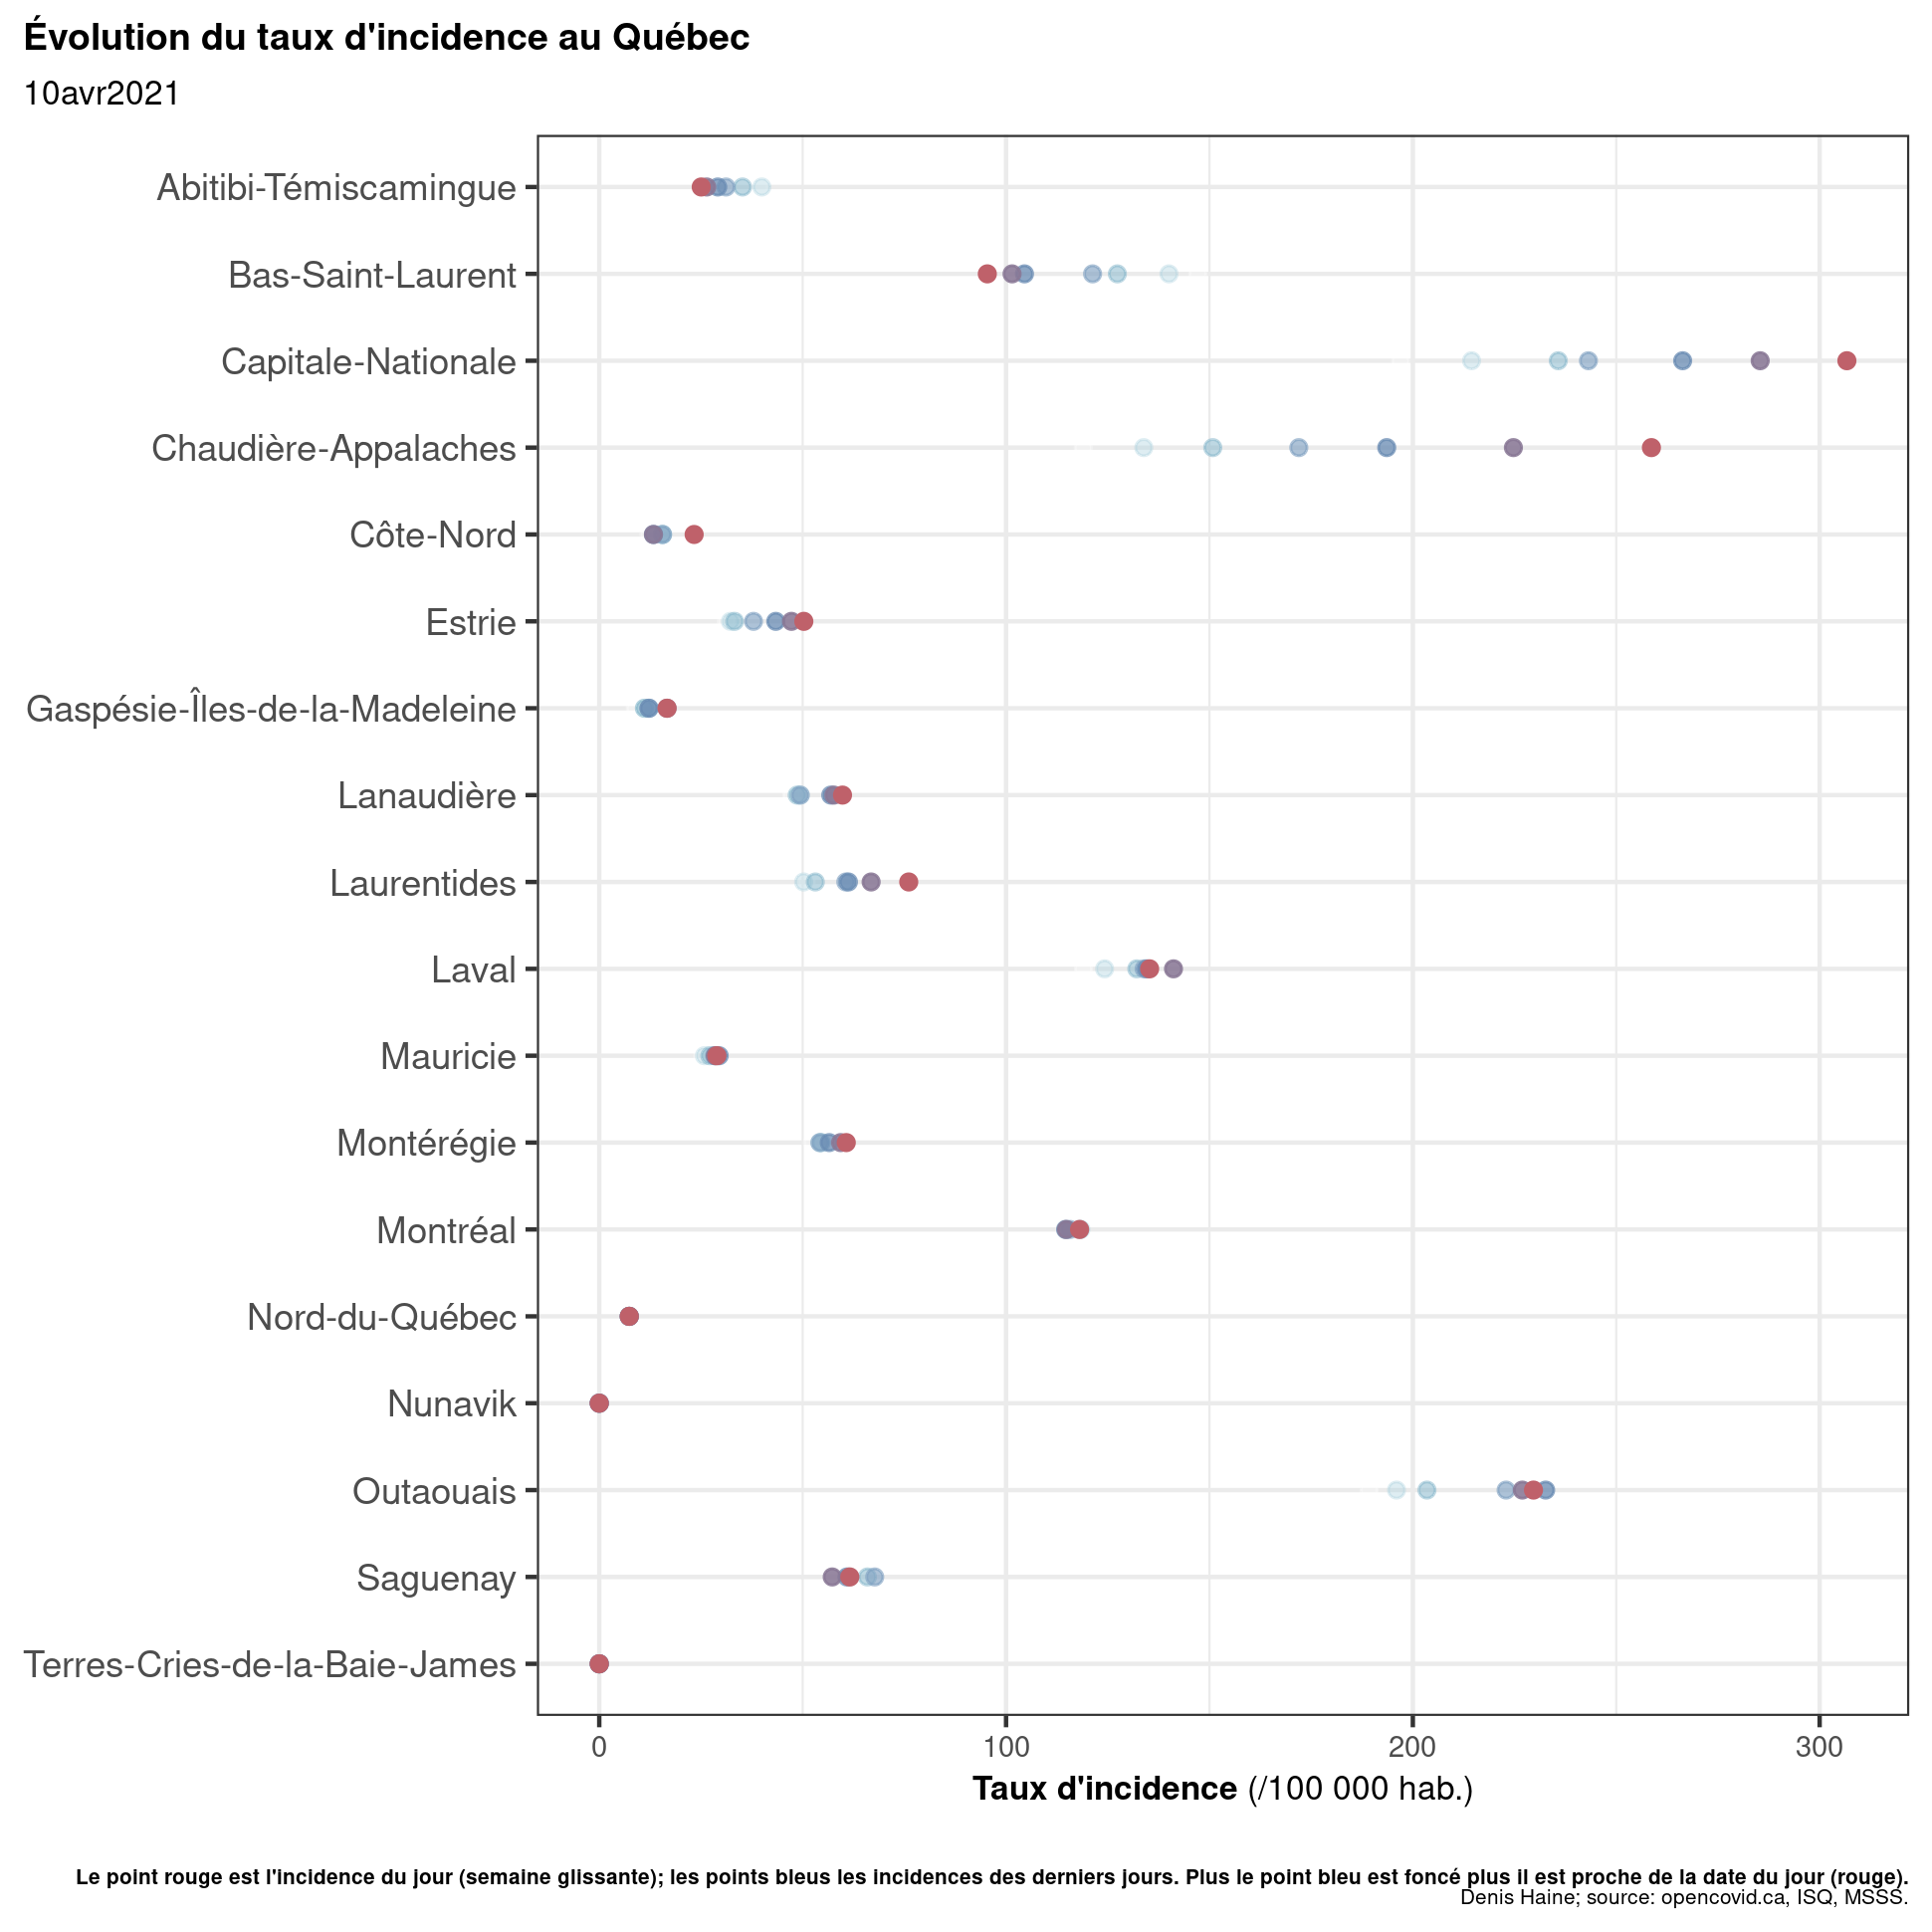 Évolution du taux d'incidence au Québec
10avr2021
Abitibi-Témiscamingue
Bas-Saint-Laurent
Capitale-Nationale
Chaudière-Appalaches
Côte-Nord
Estrie
Gaspésie-Îles-de-la-Madeleine
Lanaudière
Laurentides
Laval
Mauricie
Montérégie
Montréal
Nord-du-Québec
Nunavik
Outaouais
Saguenay
Terres-Cries-de-la-Baie-James
0 100 200 300
Taux d'incidence (/100 000 hab.)
Le point rouge est l'incidence du jour (semaine glissante); les points bleus les incidences des derniers jours. Plus le point bleu est foncé plus il est proche de la date du jour (rouge).
Denis Haine; source: opencovid.ca, ISQ, MSSS.